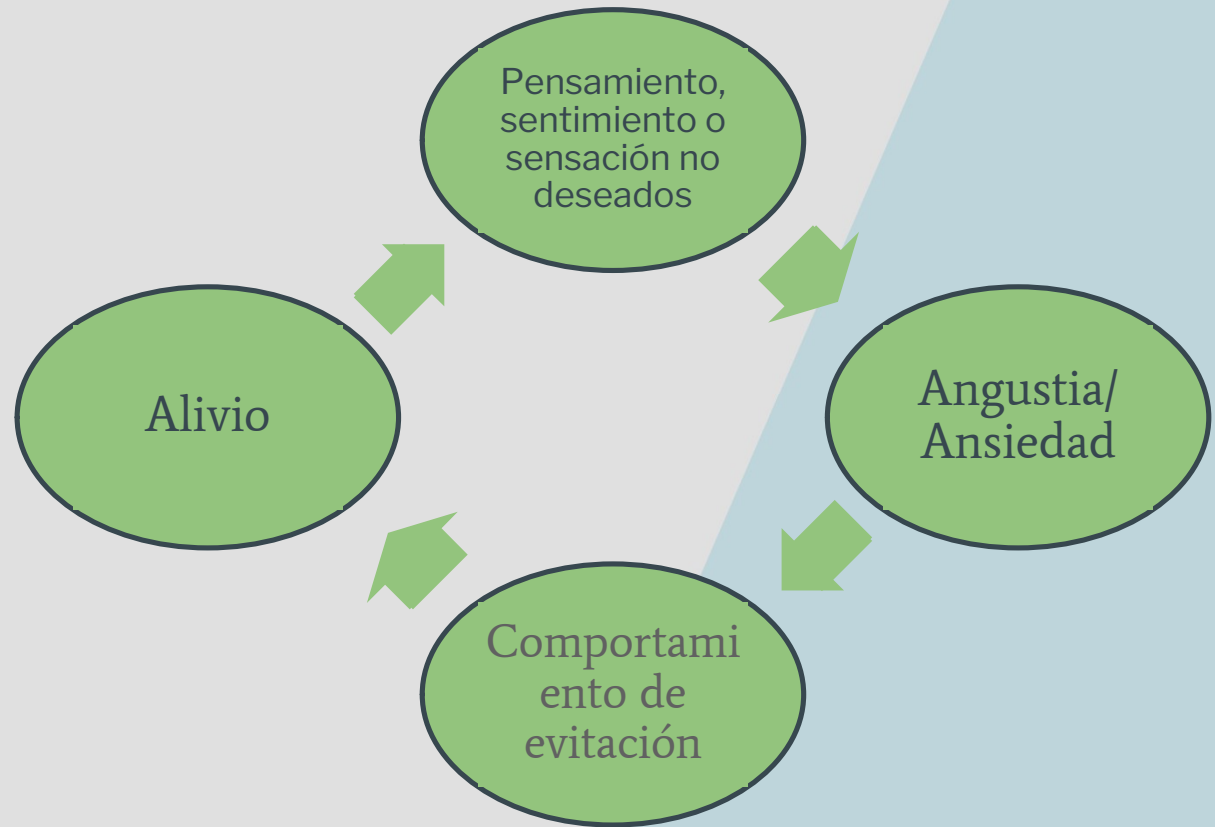 Pensamiento,
sentimiento o
sensación no
deseados
Alivio
Angustia/
Ansiedad
Comportami
ento de
evitación